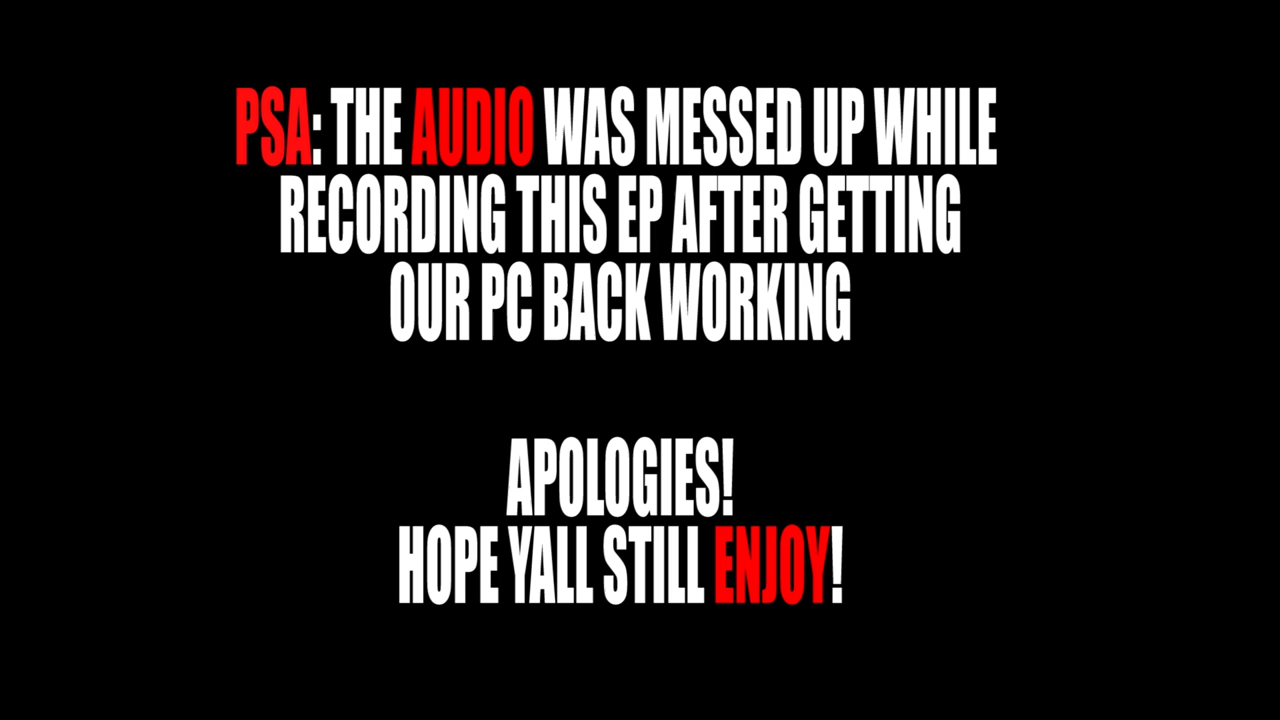 PSA: THE AUDIO WAS MESSED UP WHILE
RECORDING THIS EP AFTER GETTING
OUR PC BACK WORKING
APOLOGIES!
HOPE YALL STILL ENJOY!